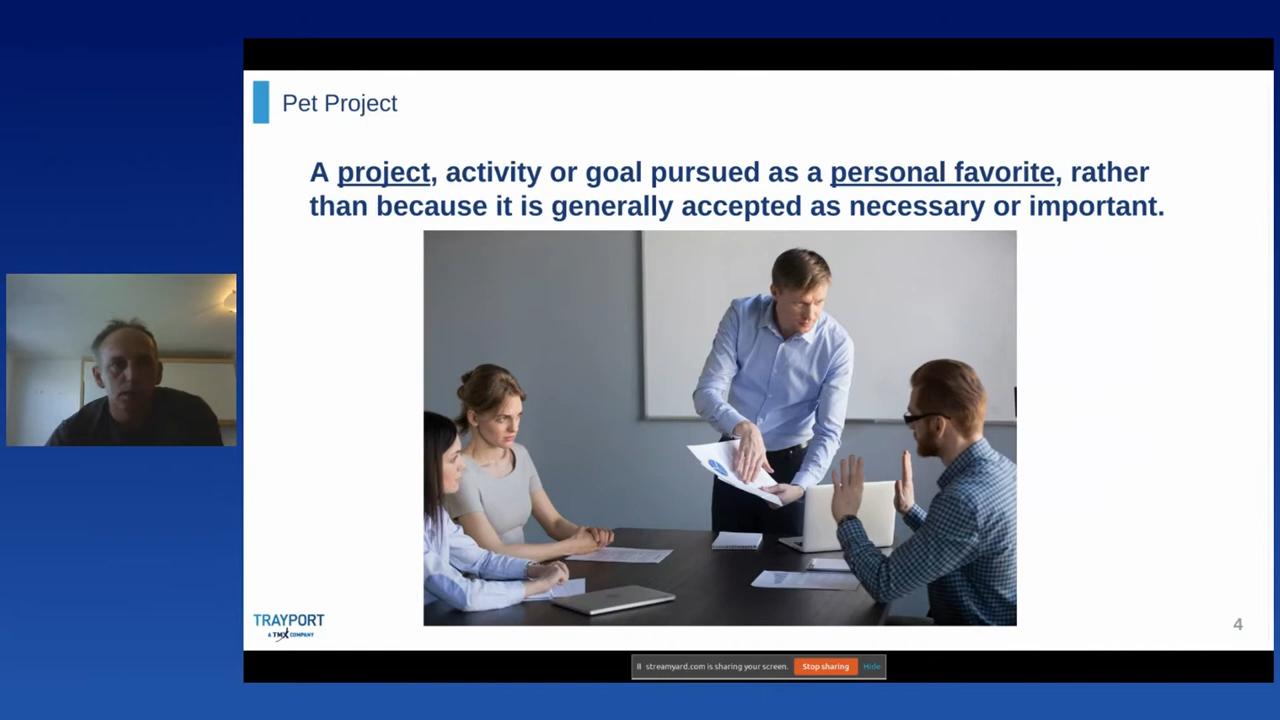 Pet Project
A project, activity or goal pursued as a personal favorite, rather
than because it is generally accepted as necessary or important.
TRAYPORT
A TMX COMPANY
4
streamyard.com is sharing your screen.
Stop sharing
Hide